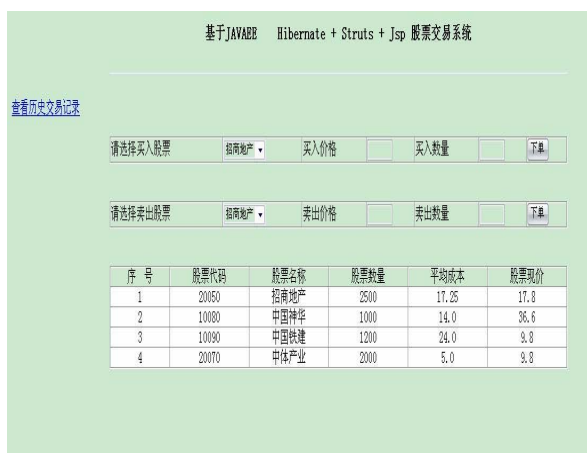 基于JAVAEE Hibernate + Struts + Jsp 股票交易系统
查看历史交易记录
请选择买入股票 招商地产 买入价格 买入数量 下单
请选择卖出股票 招商地产 卖出价格 卖出数量 下单
序 号 股票代码 股票名称 股票数量 平均成本 股票现价
1 20050 招商地产 2500 17.25 17.8
2 10080 中国神华 1000 14.0 36.6
3 10090 中国铁建 1200 24.0 9.8
4 20070 中体产业 2000 5.0 9.8